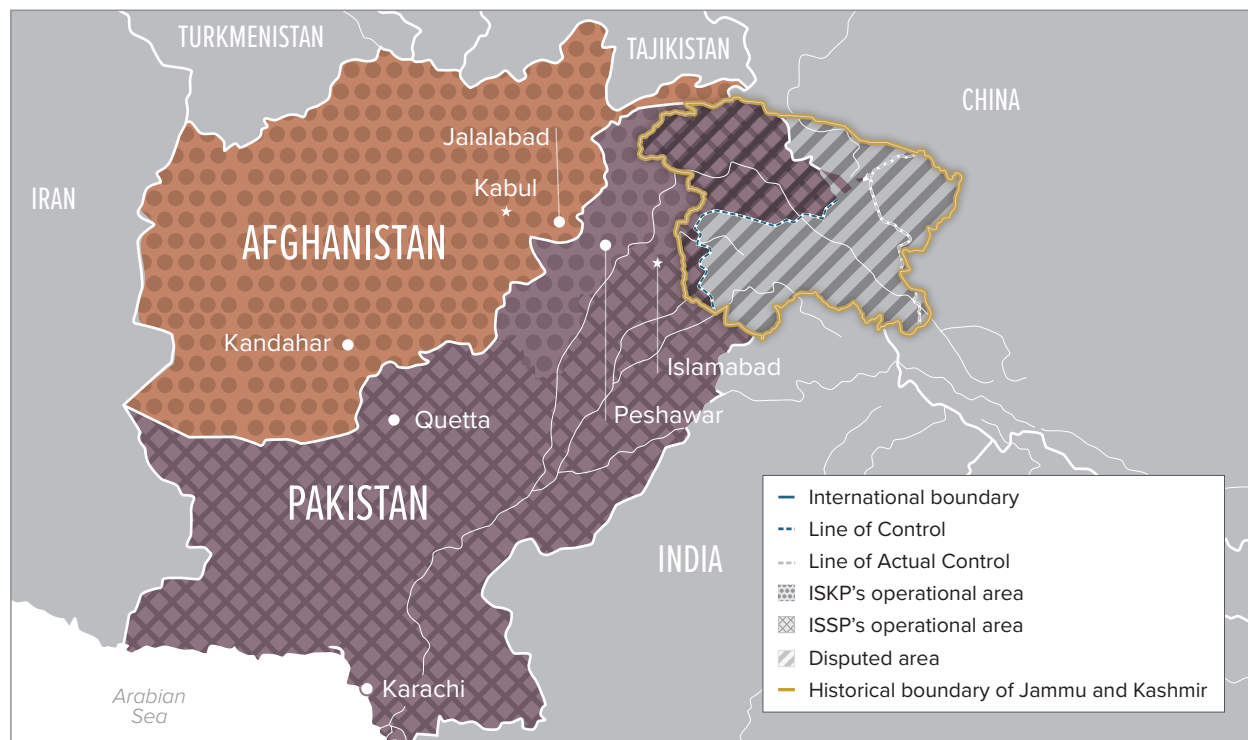 TURKMENISTAN
TAJIKISTAN
CHINA
Jalalabad
Kabul
IRAN
AFGHANISTAN
Kandahar
Islamabad
Quetta
Peshawar
PAKISTAN
INDIA
Karachi
Arabian
Sea
International boundary
Line of Control
Line of Actual Control
ISKP's operational area
ISSP's operational area
Disputed area
Historical boundary of Jammu and Kashmir